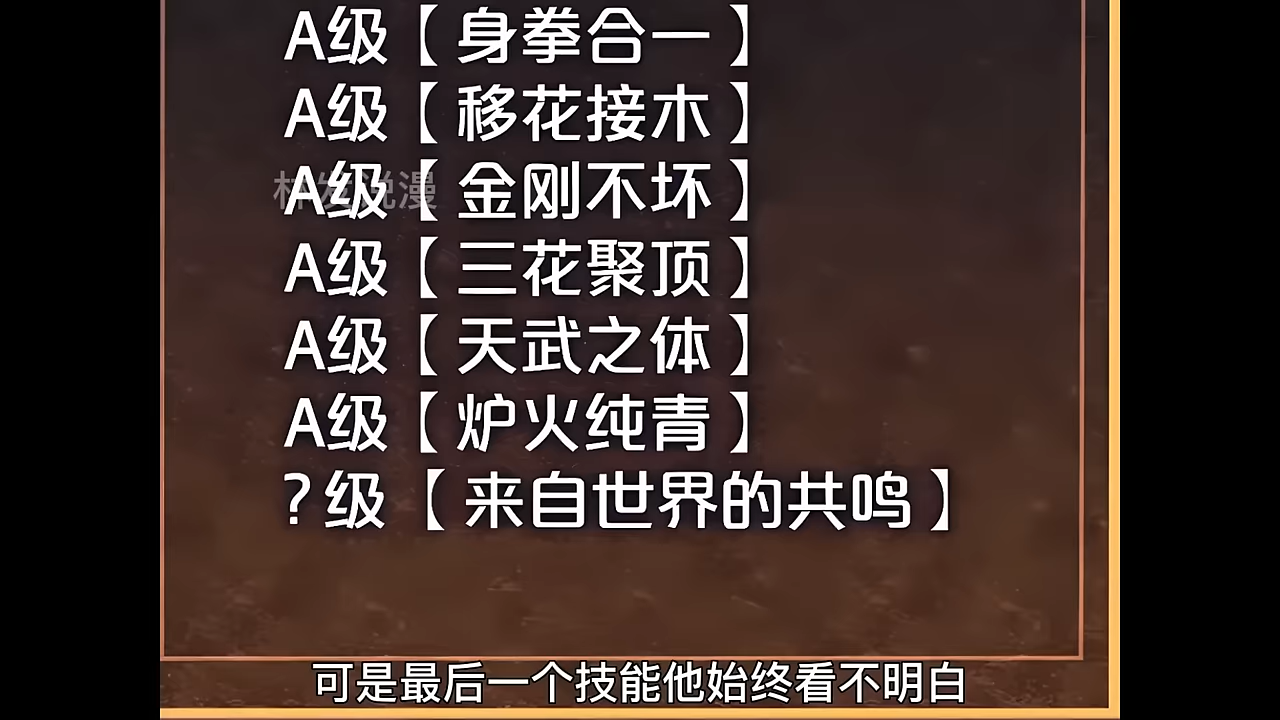 A级【身拳合一】
A级【移花接木】
A级【金刚不坏】
A级【三花聚顶】
A级【天武之体】
A级【炉火纯青】
?级【来自世界的共鸣】
可是最后一个技能他始终看不明白